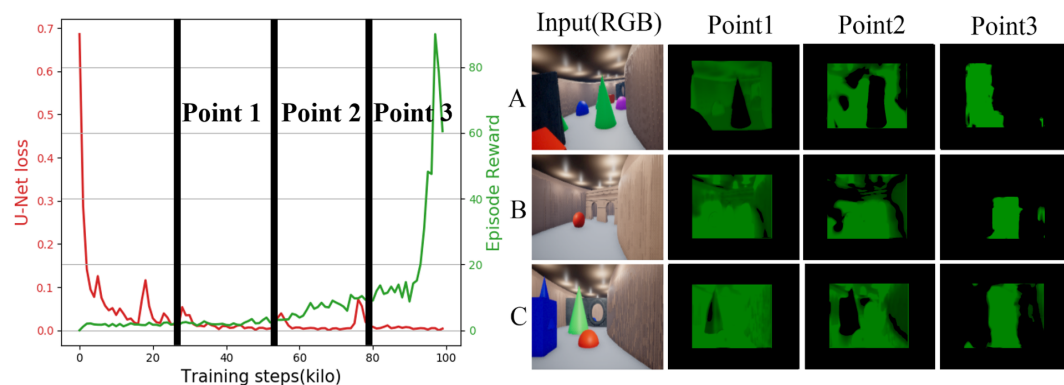 0.7
0.6
0.5
0.4
0.3
0.2
0.1
0.0
U-Net loss
Point 1
Point 2
Point 3
80
60
40
20
0
Episode Reward
0
20
40
60
80
100
Training steps(kilo)
Input(RGB)
Point1
Point2
Point3
A
B
C